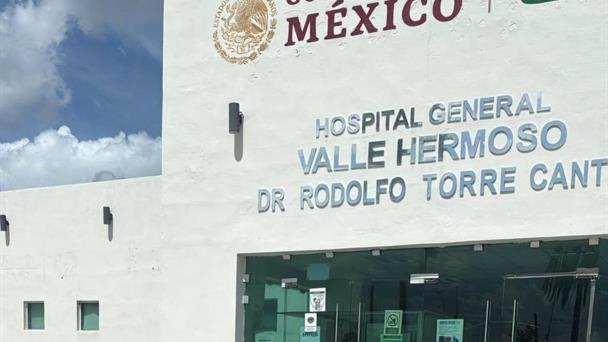 MÉXICO
HOSPITAL GENERAL
VALLE HERMOSO
DR RODOLFO TORRE CANT